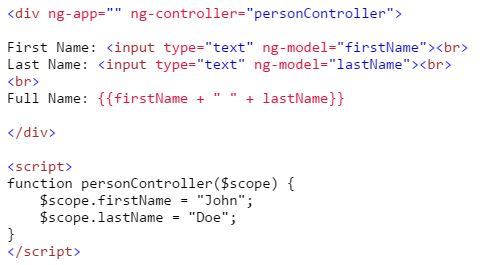 <div ng-app="" ng-controller="personController">
First Name: <input type="text" ng-model="firstName"><br>
Last Name: <input type="text" ng-model="lastName"><br>
<br>
Full Name: {{firstName + " " + lastName}}
</div>
<script>
function personController($scope) {
    $scope.firstName = "John";
    $scope.lastName = "Doe";
}
</script>